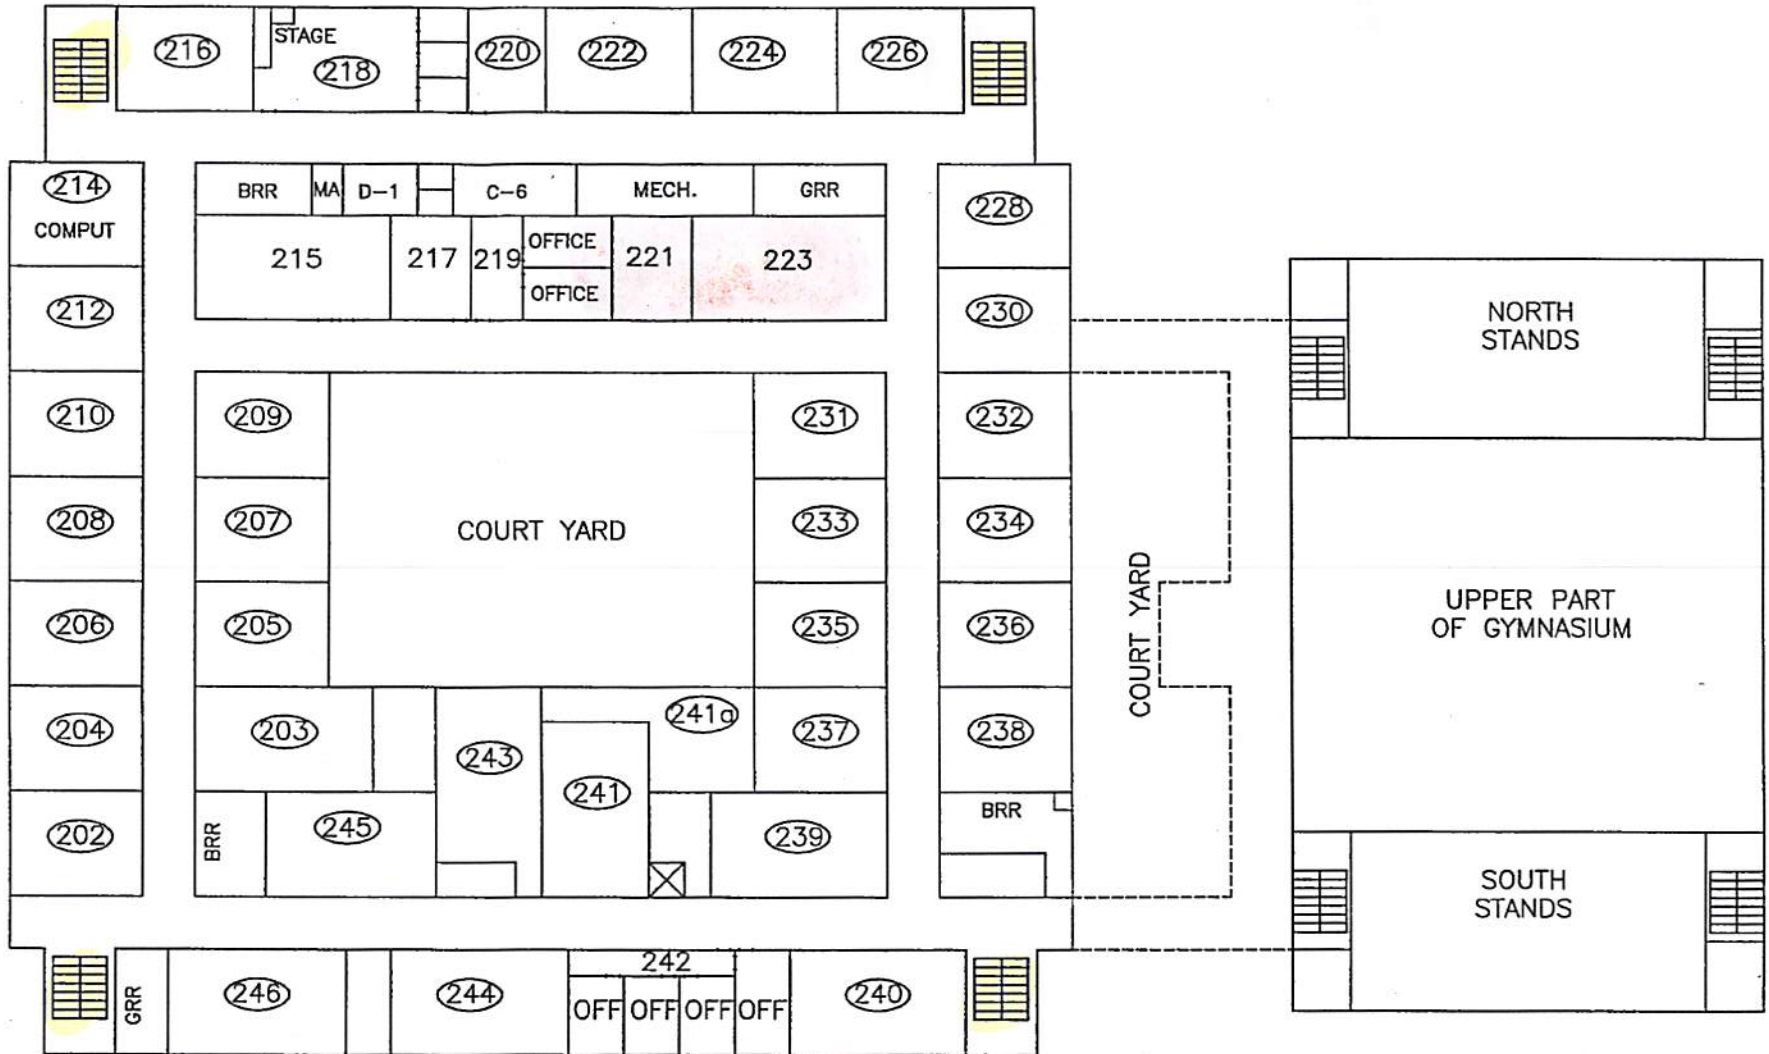 STAGE
216
218
220
222
224
226
214
COMPUT
BRR
MA
D-1
C-6
MECH.
GRR
228
215
217
219
OFFICE
OFFICE
221
223
212
230
NORTH
STANDS
210
209
231
232
208
207
COURT YARD
233
234
206
205
235
236
COURT YARD
UPPER PART
OF GYMNASIUM
204
203
243
241a
237
238
241
202
BRR
245
239
BRR
SOUTH
STANDS
GRR
246
244
242
OFF
OFF
OFF
OFF
240